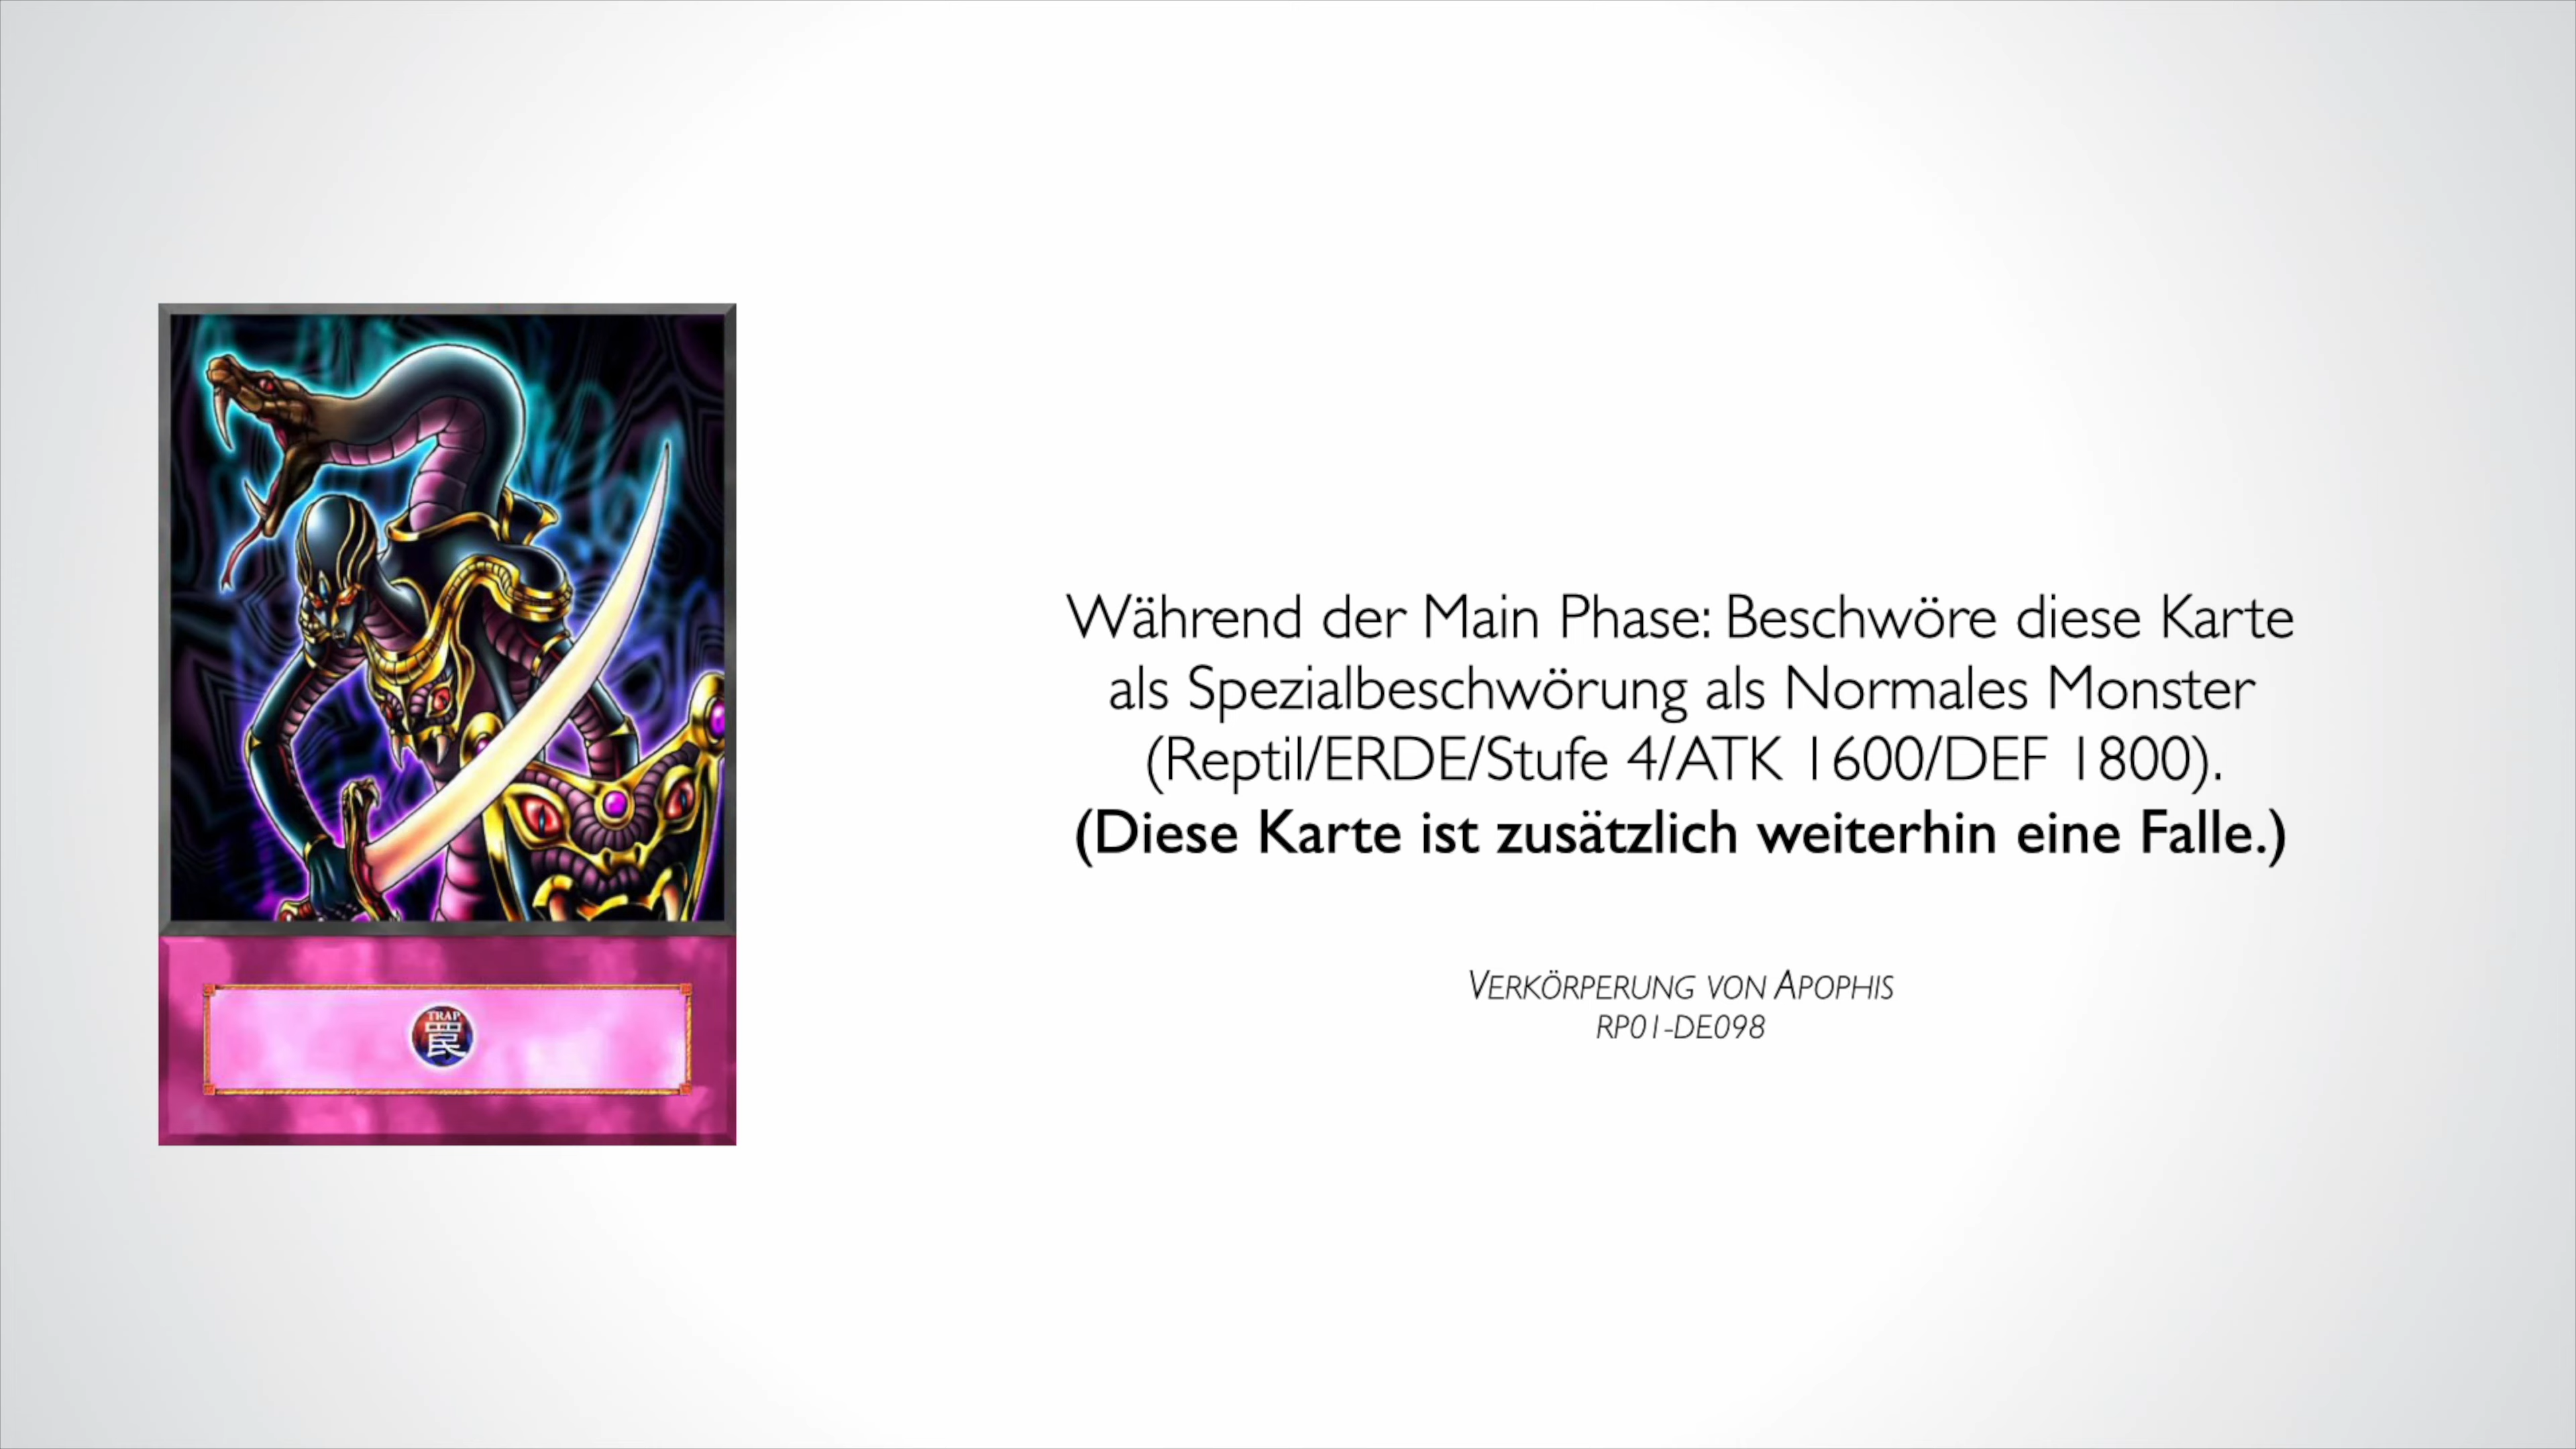 TRAP
罠
Während der Main Phase: Beschwöre diese Karte
als Spezialbeschwörung als Normales Monster
(Reptil/ERDE/Stufe 4/ATK 1600/DEF 1800).
(Diese Karte ist zusätzlich weiterhin eine Falle.)
VERKÖRPERUNG VON APOPHIS
RP01-DE098